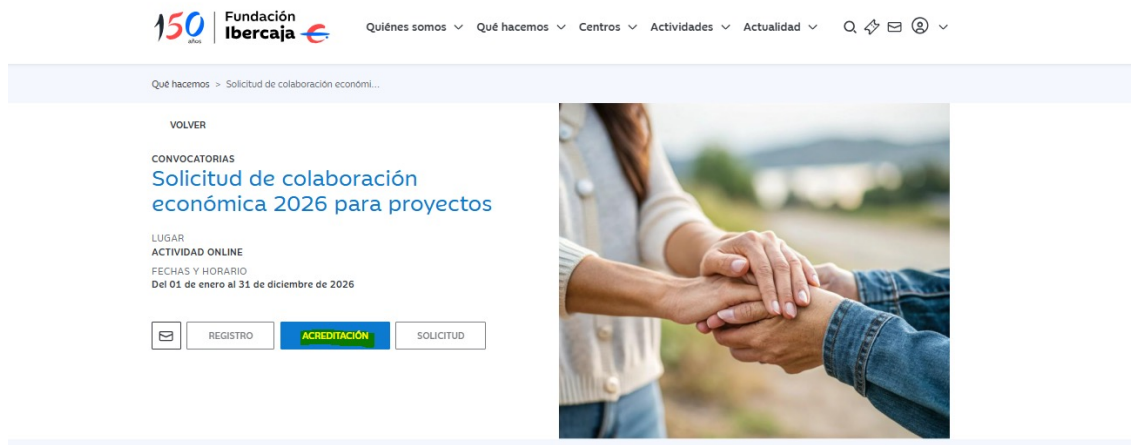 150 años
Fundación
Ibercaja
Quiénes somos Qué hacemos Centros Actividades Actualidad
Qué hacemos > Solicitud de colaboración económi...
VOLVER
CONVOCATORIAS
Solicitud de colaboración
económica 2026 para proyectos
LUGAR
ACTIVIDAD ONLINE
FECHAS Y HORARIO
Del 01 de enero al 31 de diciembre de 2026
REGISTRO ACREDITACIÓN SOLICITUD